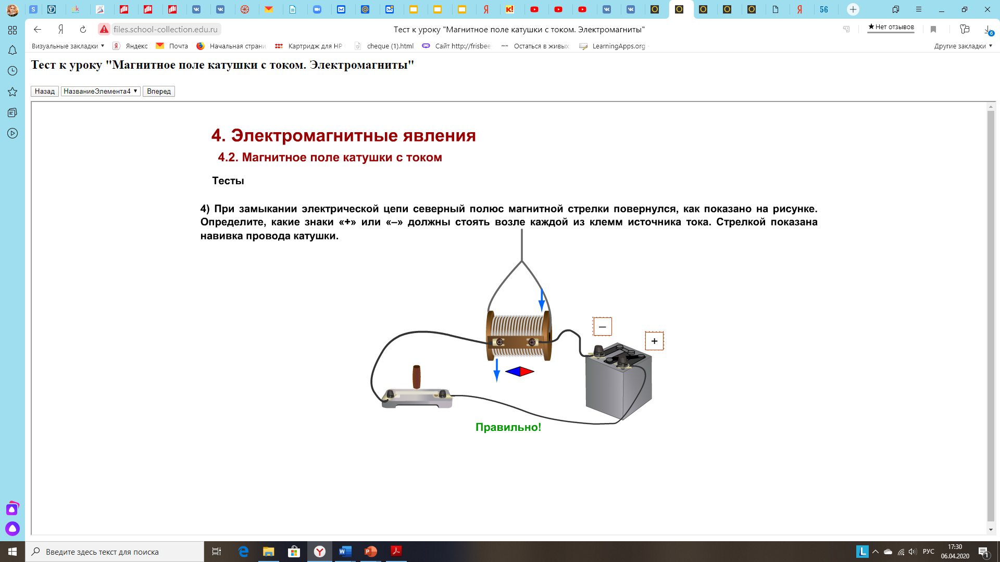 S
ok
K!
56
files.school-collection.edu.ru
Тест к уроку "Магнитное поле катушки с током. Электромагниты"
Нет отзывов
6
Визуальные закладки
Яндекс
Почта
Начальная страни
Картридж для HP
cheque (1).html
Сайт http://frisbee
Остаться в живых
LearningApps.org
Другие закладки
Тест к уроку "Магнитное поле катушки с током. Электромагниты"
Назад
НазваниеЭлемента4
Вперед
4. Электромагнитные явления
4.2. Магнитное поле катушки с током
Тесты
4) При замыкании электрической цепи северный полюс магнитной стрелки повернулся, как показано на рисунке.
Определите, какие знаки «+» или «–» должны стоять возле каждой из клемм источника тока. Стрелкой показана
навивка провода катушки.
–
+
Правильно!
Введите здесь текст для поиска
L
РУС
17:30
06.04.2020
1